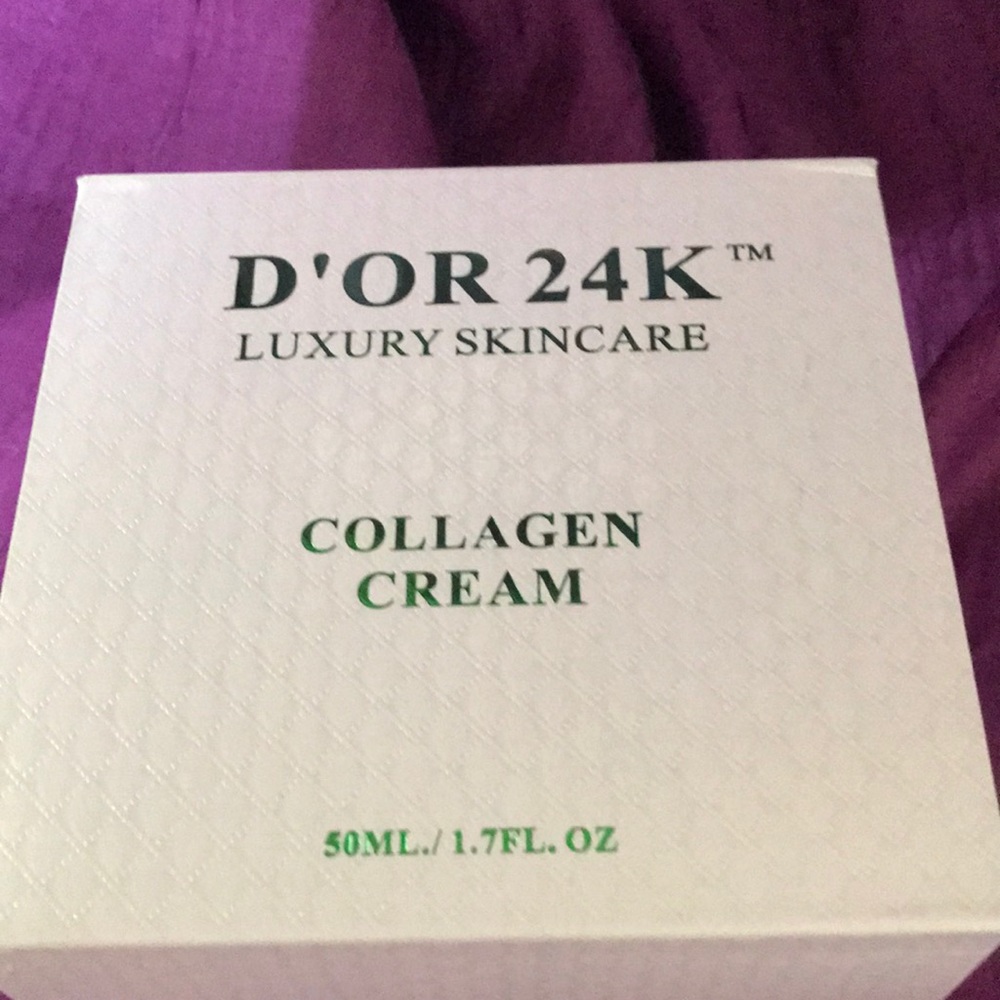 D'OR 24K™
LUXURY SKINCARE
COLLAGEN
CREAM
50ML./ 1.7FL. OZ